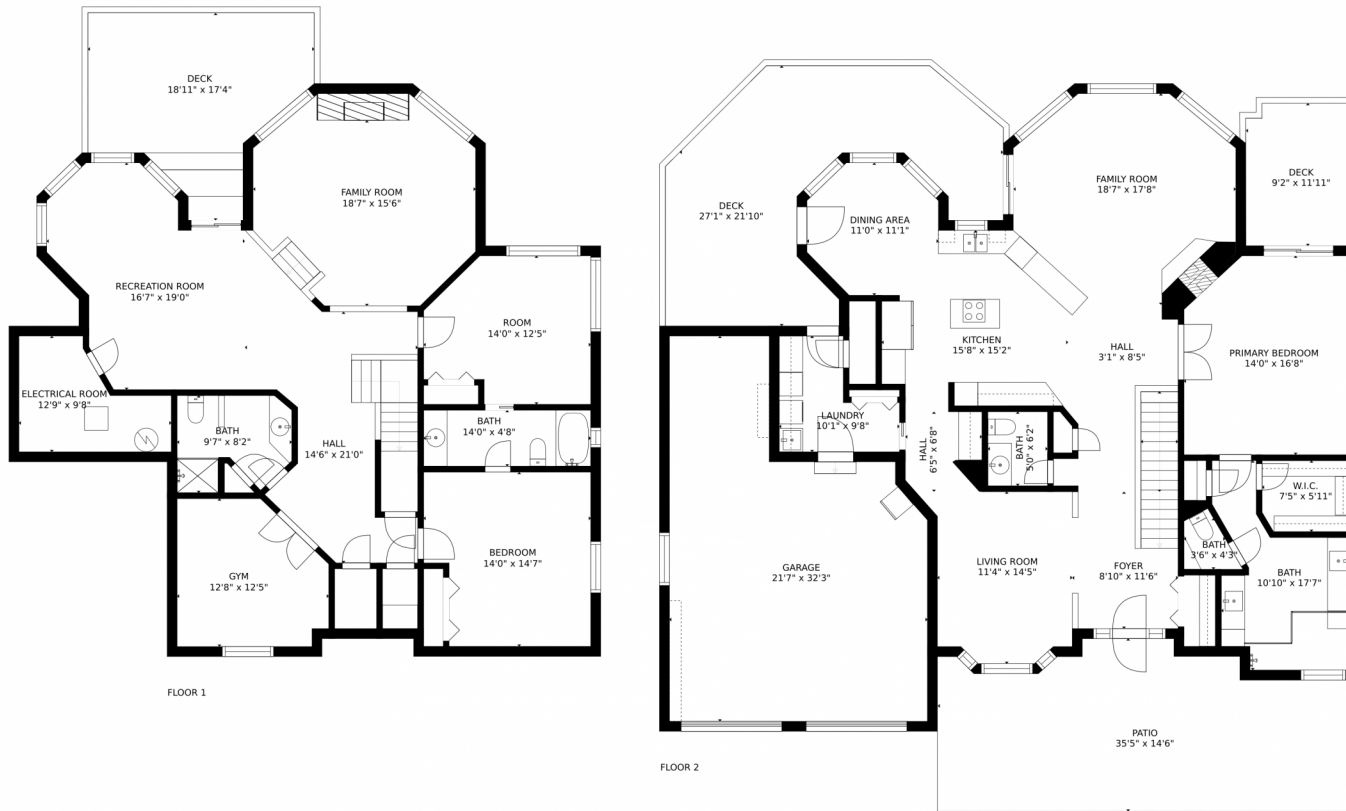 DECK
18'11" x 17'4"
FAMILY ROOM
18'7" x 15'6"
RECREATION ROOM
16'7" x 19'0"
ROOM
14'0" x 12'5"
ELECTRICAL ROOM
12'9" x 9'8"
BATH
9'7" x 8'2"
HALL
14'6" x 21'0"
BATH
14'0" x 4'8"
GYM
12'8" x 12'5"
BEDROOM
14'0" x 14'7"
FLOOR 1
DECK
27'1" x 21'10"
DINING AREA
11'0" x 11'1"
FAMILY ROOM
18'7" x 17'8"
DECK
9'2" x 11'11"
KITCHEN
15'8" x 15'2"
HALL
3'1" x 8'5"
PRIMARY BEDROOM
14'0" x 16'8"
LAUNDRY
10'1" x 9'8"
HALL
6'5" x 6'8"
BATH
5'0" x 6'2"
W.I.C.
7'5" x 5'11"
BATH
3'6" x 4'3"
BATH
10'10" x 17'7"
GARAGE
21'7" x 32'3"
LIVING ROOM
11'4" x 14'5"
FOYER
8'10" x 11'6"
PATIO
35'5" x 14'6"
FLOOR 2